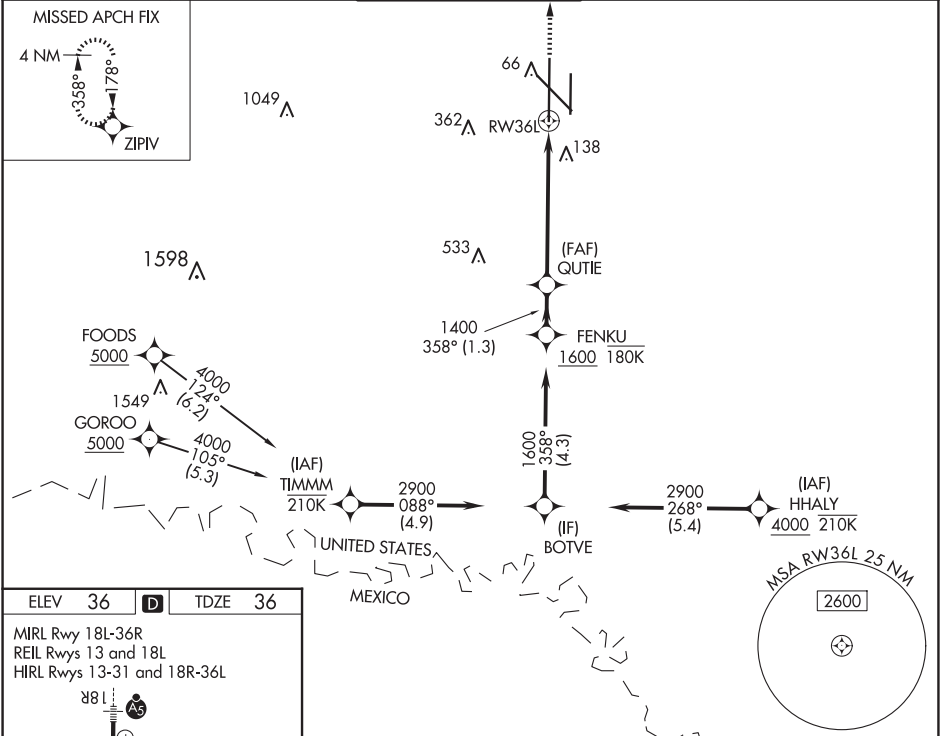 MISSED APCH FIX
4 NM
358°
178°
ZIPIV
1049
66
362
RW36L
138
1598
533
(FAF)
QUTIE
1400
358° (1.3)
FENKU
1600 180K
FOODS
5000
4000
124°
(6.2)
1549
GOROO
5000
4000
105°
(5.3)
(IAF)
TIMMM
210K
2900
088°
(4.9)
1600
358°
(4.3)
(IF)
BOTVE
2900
268°
(5.4)
(IAF)
HHALY
4000 210K
UNITED STATES
MEXICO
MSA RW36L 25 NM
2600
ELEV 36 D TDZE 36
MIRL Rwy 18L-36R
REIL Rwys 13 and 18L
HIRL Rwys 13-31 and 18R-36L
18R
A5